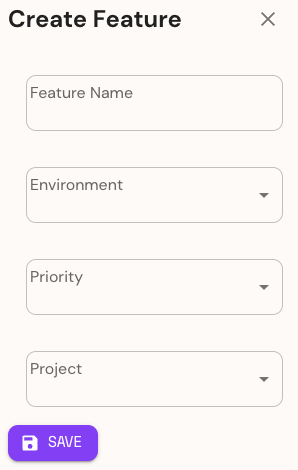 Create Feature
Feature Name
Environment
Priority
Project
SAVE